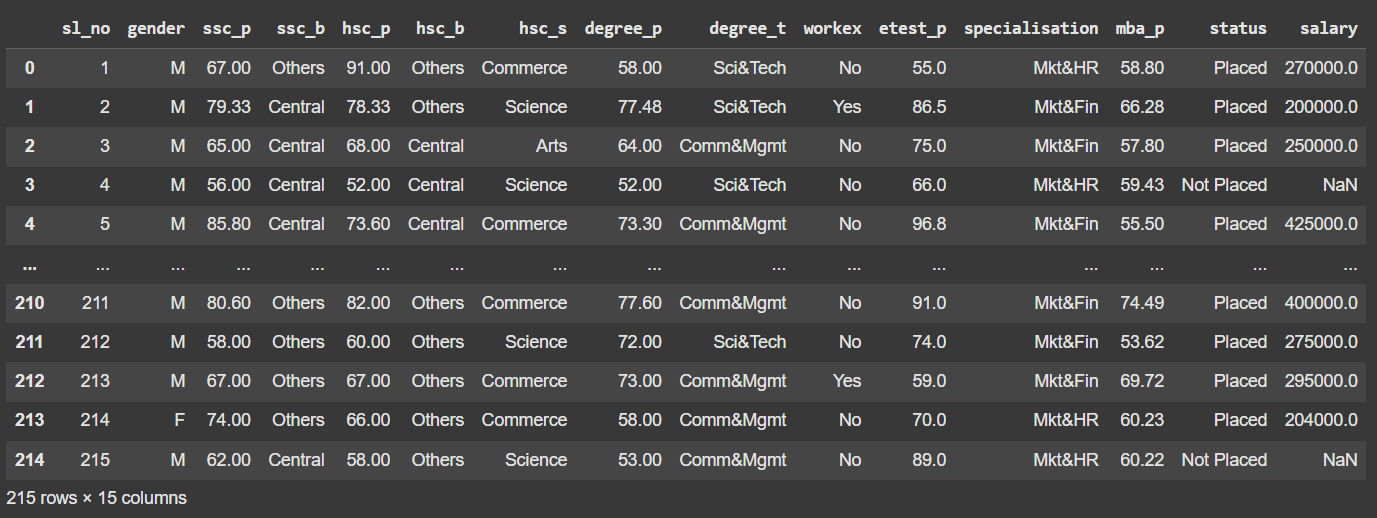 sl_no gender ssc_p ssc_b hsc_p hsc_b hsc_s degree_p degree_t workex etest_p specialisation mba_p status salary
0 1 M 67.00 Others 91.00 Others Commerce 58.00 Sci&Tech No 55.0 Mkt&HR 58.80 Placed 270000.0
1 2 M 79.33 Central 78.33 Others Science 77.48 Sci&Tech Yes 86.5 Mkt&Fin 66.28 Placed 200000.0
2 3 M 65.00 Central 68.00 Central Arts 64.00 Comm&Mgmt No 75.0 Mkt&Fin 57.80 Placed 250000.0
3 4 M 56.00 Central 52.00 Central Science 52.00 Sci&Tech No 66.0 Mkt&HR 59.43 Not Placed NaN
4 5 M 85.80 Central 73.60 Central Commerce 73.30 Comm&Mgmt No 96.8 Mkt&Fin 55.50 Placed 425000.0
... ... ... ... ... ... ... ... ... ... ... ... ... ... ... ...
210 211 M 80.60 Others 82.00 Others Commerce 77.60 Comm&Mgmt No 91.0 Mkt&Fin 74.49 Placed 400000.0
211 212 M 58.00 Others 60.00 Others Science 72.00 Sci&Tech No 74.0 Mkt&Fin 53.62 Placed 275000.0
212 213 M 67.00 Others 67.00 Others Commerce 73.00 Comm&Mgmt Yes 59.0 Mkt&Fin 69.72 Placed 295000.0
213 214 F 74.00 Others 66.00 Others Commerce 58.00 Comm&Mgmt No 70.0 Mkt&HR 60.23 Placed 204000.0
214 215 M 62.00 Central 58.00 Others Science 53.00 Comm&Mgmt No 89.0 Mkt&HR 60.22 Not Placed NaN
215 rows × 15 columns